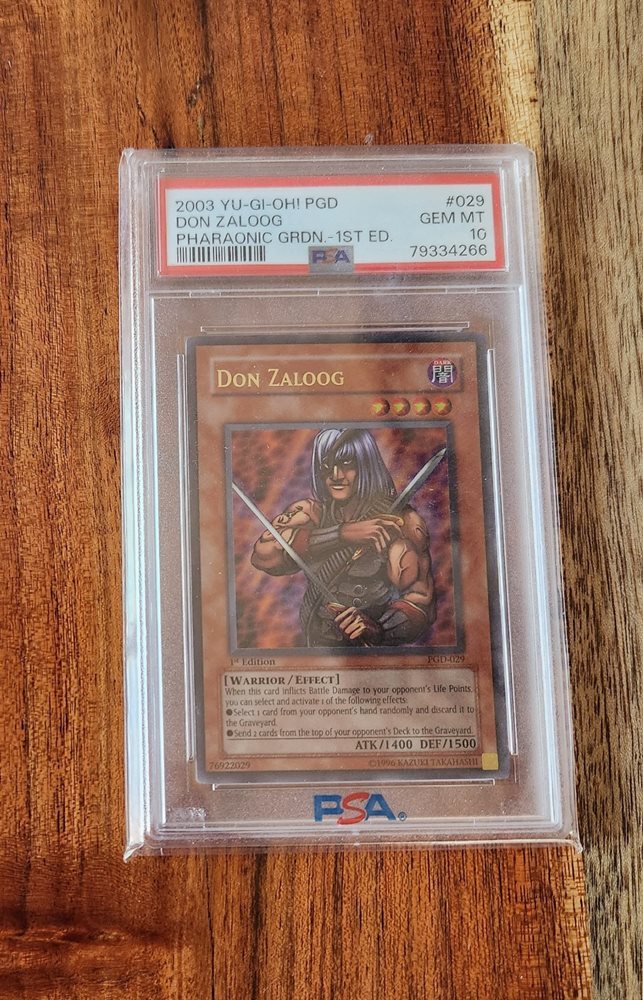 2003 YU-GI-OH! PGD #029
DON ZALOOG GEM MT
PHARAONIC GRDN.-1ST ED. 10
PSA 79334266
DON ZALOOG
DARK
闇
1st Edition PGD-029
[WARRIOR/EFFECT]
When this card inflicts Battle Damage to your opponent's Life Points,
you can select and activate 1 of the following effects:
●Select 1 card from your opponent's hand randomly and discard it to
the Graveyard.
●Send 2 cards from the top of your opponent's Deck to the Graveyard.
ATK/1400 DEF/1500
76922029 ©1996 KAZUKI TAKAHASHI
PSA®